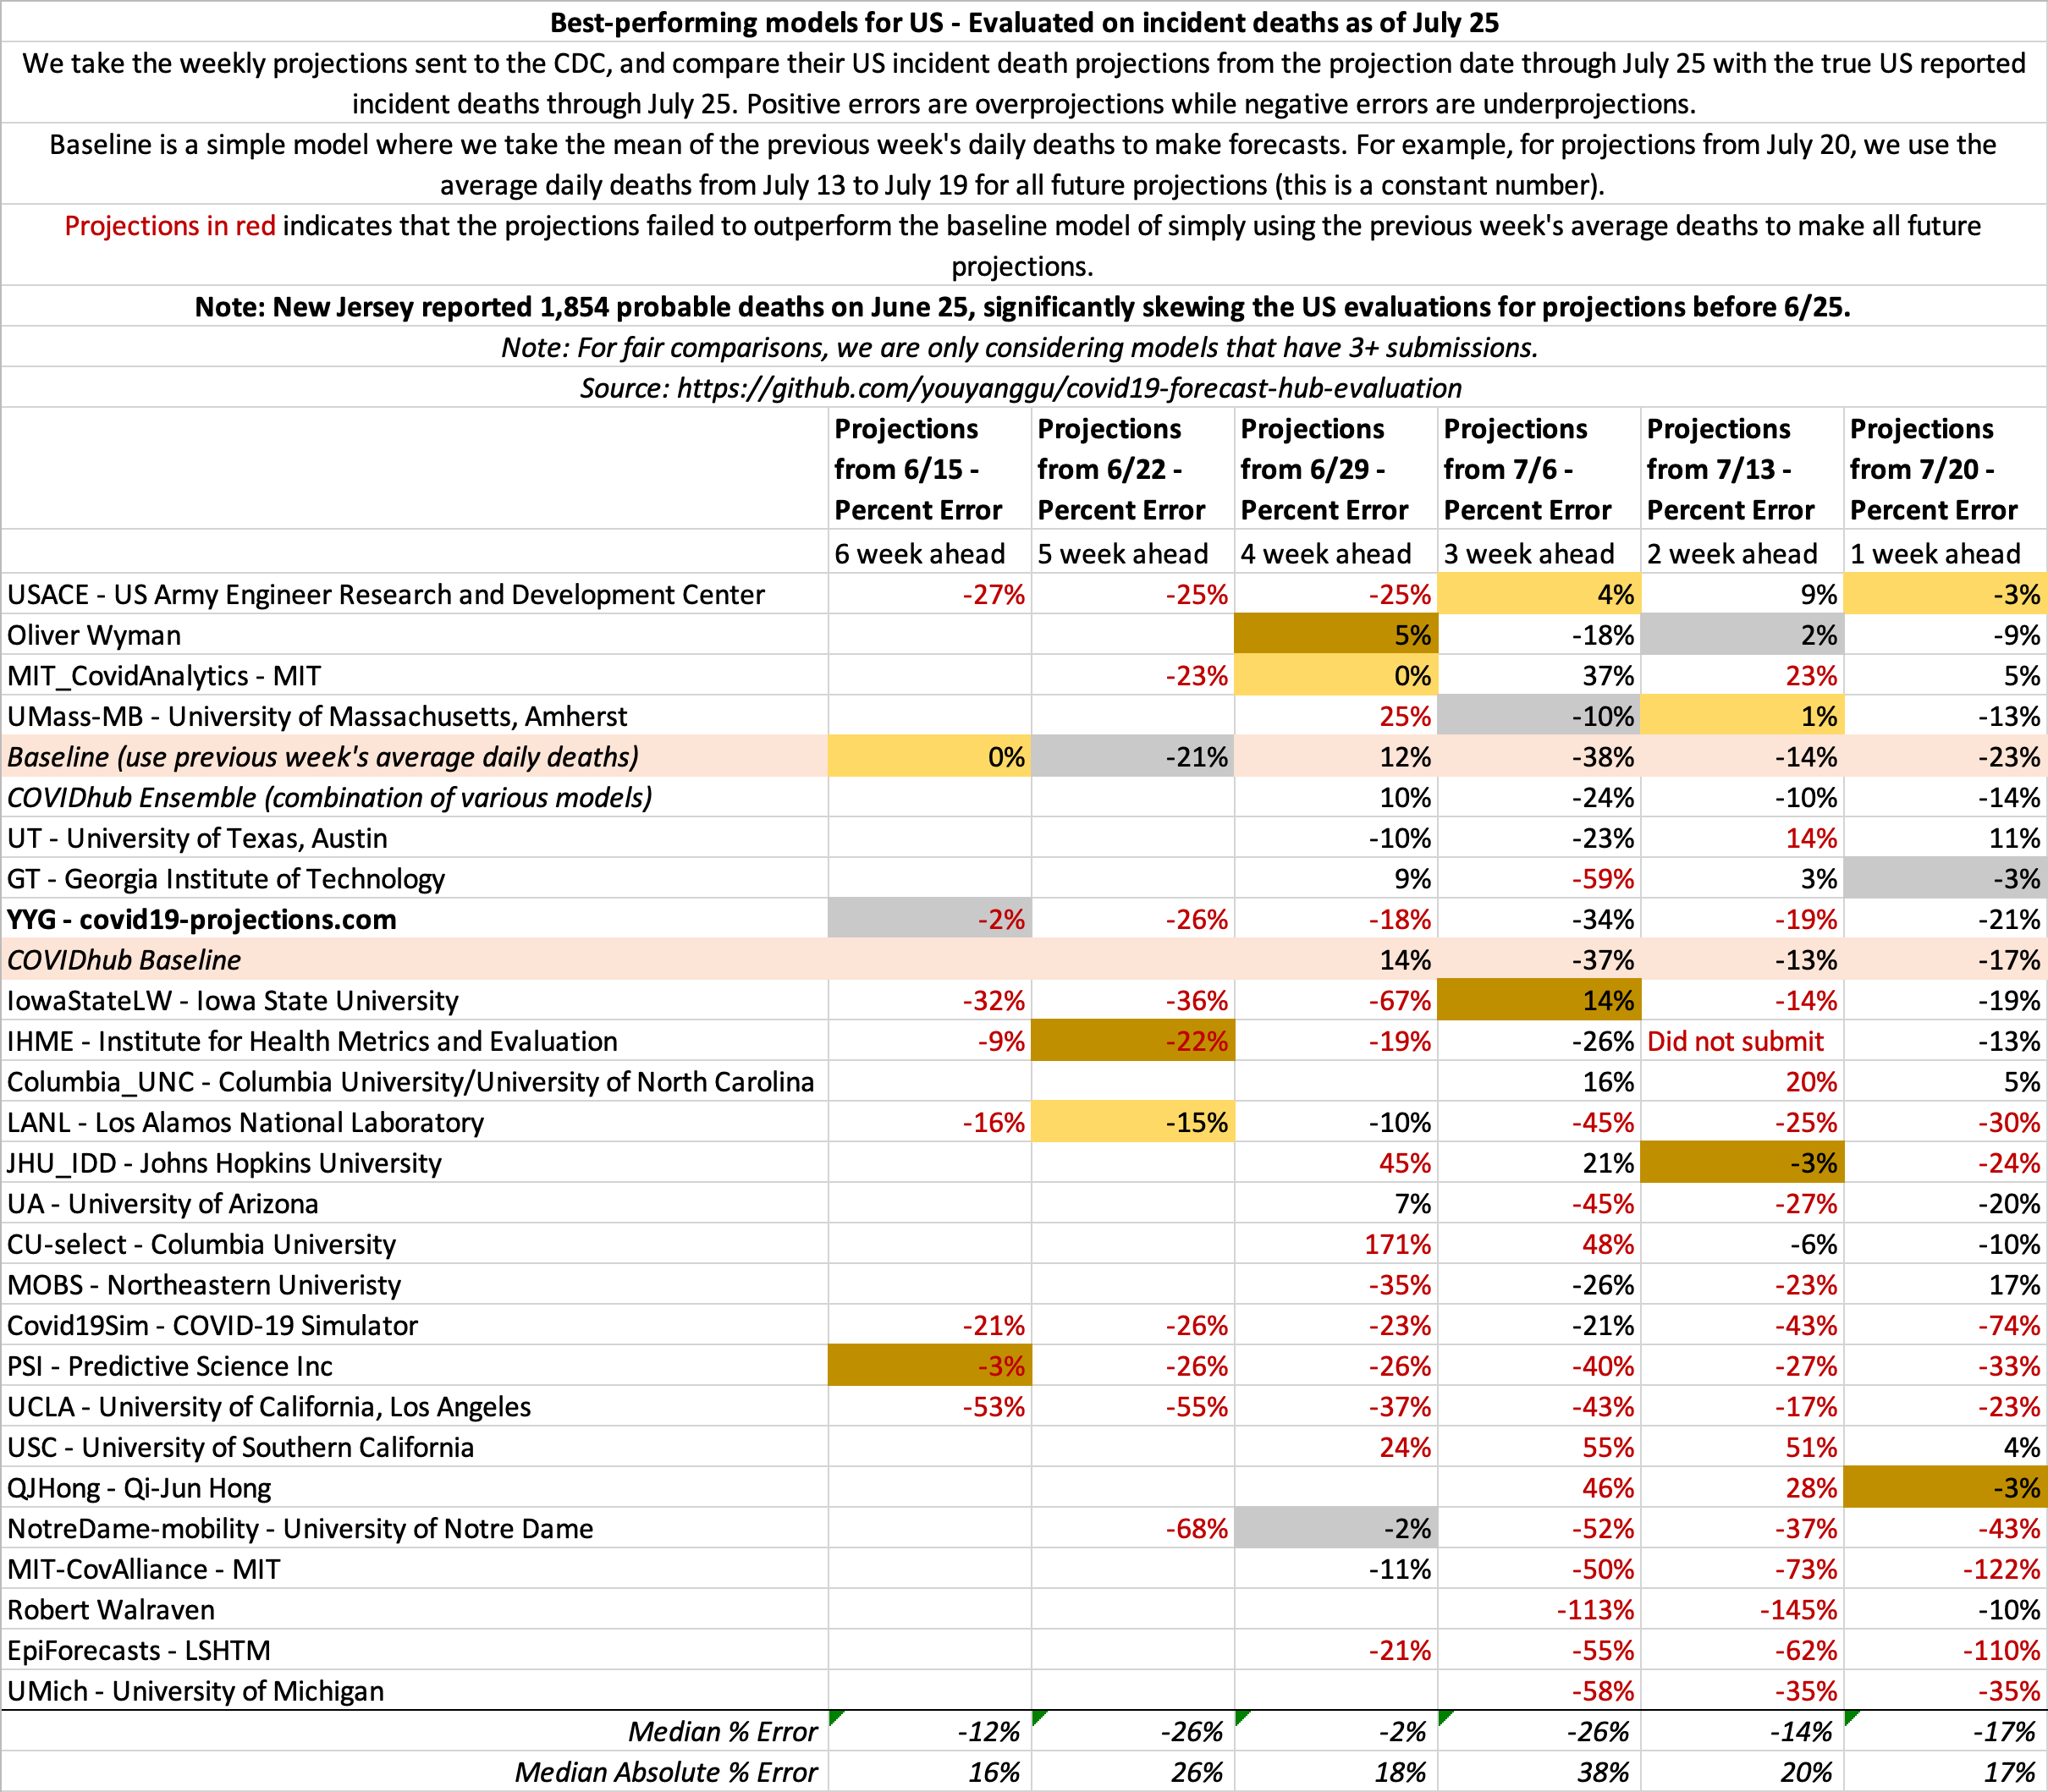 Best-performing models for US - Evaluated on incident deaths as of July 25
We take the weekly projections sent to the CDC, and compare their US incident death projections from the projection date through July 25 with the true US reported
incident deaths through July 25. Positive errors are overprojections while negative errors are underprojections.
Baseline is a simple model where we take the mean of the previous week's daily deaths to make forecasts. For example, for projections from July 20, we use the
average daily deaths from July 13 to July 19 for all future projections (this is a constant number).
Projections in red indicates that the projections failed to outperform the baseline model of simply using the previous week's average deaths to make all future
projections.
Note: New Jersey reported 1,854 probable deaths on June 25, significantly skewing the US evaluations for projections before 6/25.
Note: For fair comparisons, we are only considering models that have 3+ submissions.
Source: https://github.com/youyanggu/covid19-forecast-hub-evaluation
Projections Projections Projections Projections Projections Projections
from 6/15 - from 6/22 - from 6/29 - from 7/6 - from 7/13 - from 7/20 -
Percent Error Percent Error Percent Error Percent Error Percent Error Percent Error
6 week ahead 5 week ahead 4 week ahead 3 week ahead 2 week ahead 1 week ahead
USACE - US Army Engineer Research and Development Center -27% -25% -25% 4% 9% -3%
Oliver Wyman 5% -18% 2% -9%
MIT_CovidAnalytics - MIT -23% 0% 37% 23% 5%
UMass-MB - University of Massachusetts, Amherst 25% -10% 1% -13%
Baseline (use previous week's average daily deaths) 0% -21% 12% -38% -14% -23%
COVIDhub Ensemble (combination of various models) 10% -24% -10% -14%
UT - University of Texas, Austin -10% -23% 14% 11%
GT - Georgia Institute of Technology 9% -59% 3% -3%
YYG - covid19-projections.com -2% -26% -18% -34% -19% -21%
COVIDhub Baseline 14% -37% -13% -17%
IowaStateLW - Iowa State University -32% -36% -67% 14% -14% -19%
IHME - Institute for Health Metrics and Evaluation -9% -22% -19% -26% Did not submit -13%
Columbia_UNC - Columbia University/University of North Carolina 16% 20% 5%
LANL - Los Alamos National Laboratory -16% -15% -10% -45% -25% -30%
JHU_IDD - Johns Hopkins University 45% 21% -3% -24%
UA - University of Arizona 7% -45% -27% -20%
CU-select - Columbia University 171% 48% -6% -10%
MOBS - Northeastern Univeristy -35% -26% -23% 17%
Covid19Sim - COVID-19 Simulator -21% -26% -23% -21% -43% -74%
PSI - Predictive Science Inc -3% -26% -26% -40% -27% -33%
UCLA - University of California, Los Angeles -53% -55% -37% -43% -17% -23%
USC - University of Southern California 24% 55% 51% 4%
QJHong - Qi-Jun Hong 46% 28% -3%
NotreDame-mobility - University of Notre Dame -68% -2% -52% -37% -43%
MIT-CovAlliance - MIT -11% -50% -73% -122%
Robert Walraven -113% -145% -10%
EpiForecasts - LSHTM -21% -55% -62% -110%
UMich - University of Michigan -58% -35% -35%
Median % Error -12% -26% -2% -26% -14% -17%
Median Absolute % Error 16% 26% 18% 38% 20% 17%